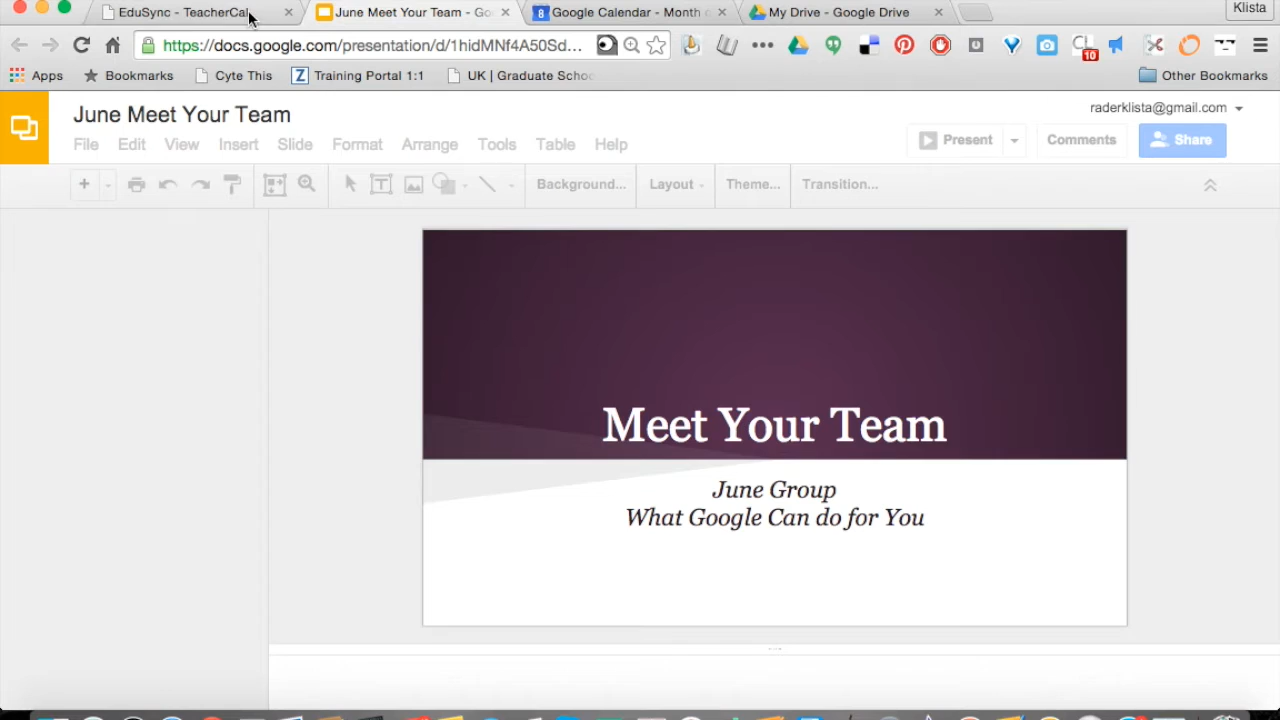 EduSync - TeacherCal
June Meet Your Team - Go
8 Google Calendar - Month o
My Drive - Google Drive
Klista
https://docs.google.com/presentation/d/1hidMNf4A50Sd...
10
Apps
Bookmarks
Cyte This
Z Training Portal 1:1
UK | Graduate Schoo
Other Bookmarks
June Meet Your Team
raderklista@gmail.com
File Edit View Insert Slide Format Arrange Tools Table Help
Present
Comments
Share
Background...
Layout
Theme...
Transition...
Meet Your Team
June Group
What Google Can do for You